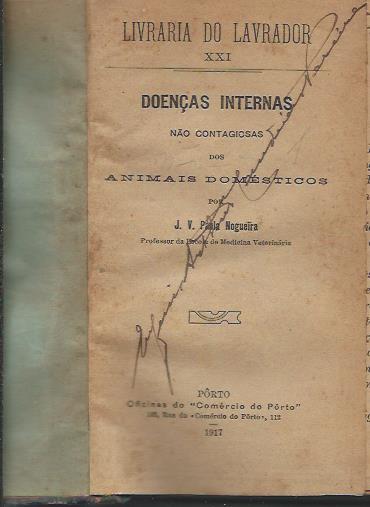 LIVRARIA DO LAVRADOR
XXI
DOENÇAS INTERNAS
NÃO CONTAGIOSAS
DOS
ANIMAIS DOMÉSTICOS
POR
J. V. Paula Nogueira
Professor da Escola de Medicina Veterinária
PÔRTO
Oficinas do "Comércio do Pôrto"
Rua do «Comércio do Pôrto», 112
1917